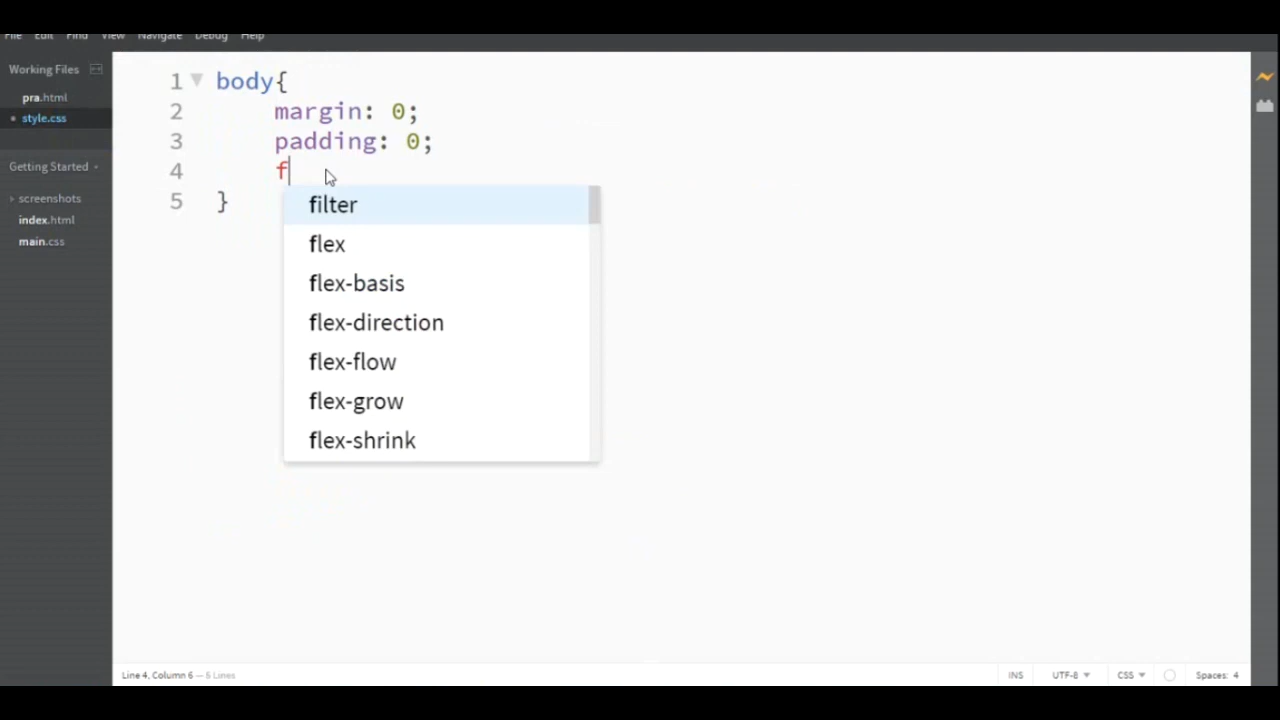 File Edit Find View Navigate Debug Help
Working Files
pra.html
style.css
Getting Started
screenshots
index.html
main.css
1 body{
2 margin: 0;
3 padding: 0;
4 f
5 }
filter
flex
flex-basis
flex-direction
flex-flow
flex-grow
flex-shrink
Line 4, Column 6 — 5 Lines INS UTF-8 CSS Spaces: 4